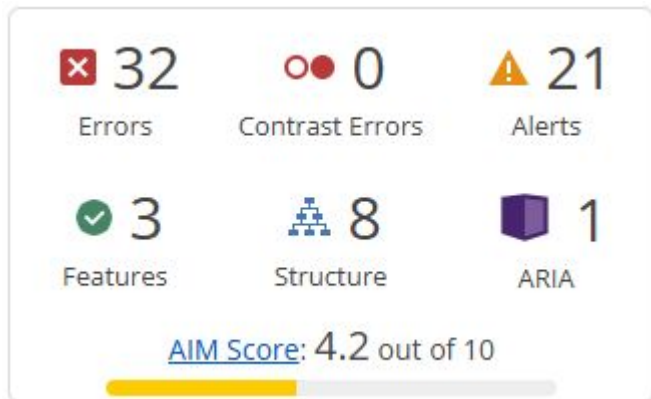 32 0 21
Errors Contrast Errors Alerts
3 8 1
Features Structure ARIA
AIM Score: 4.2 out of 10